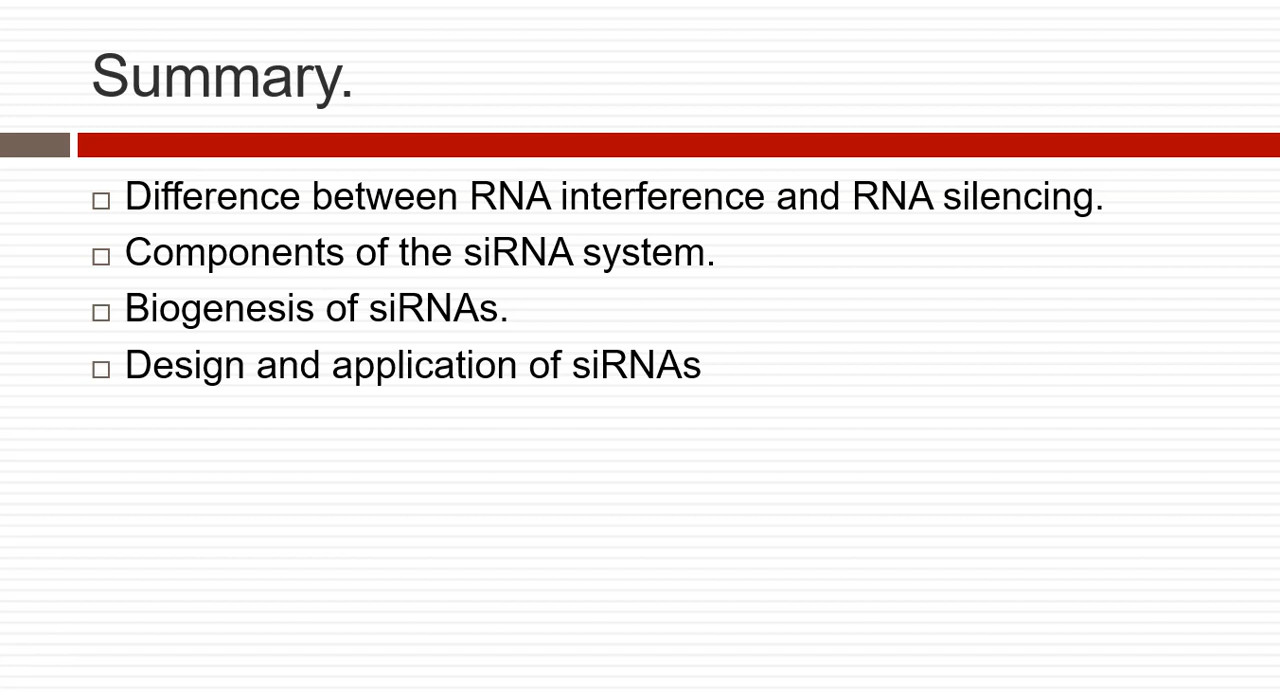 Summary.
Difference between RNA interference and RNA silencing.
Components of the siRNA system.
Biogenesis of siRNAs.
Design and application of siRNAs